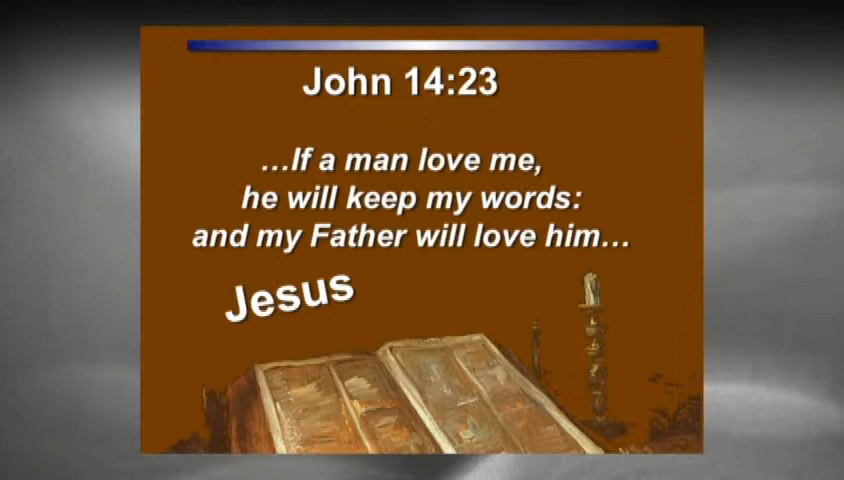 John 14:23
…If a man love me,
he will keep my words:
and my Father will love him…
Jesus